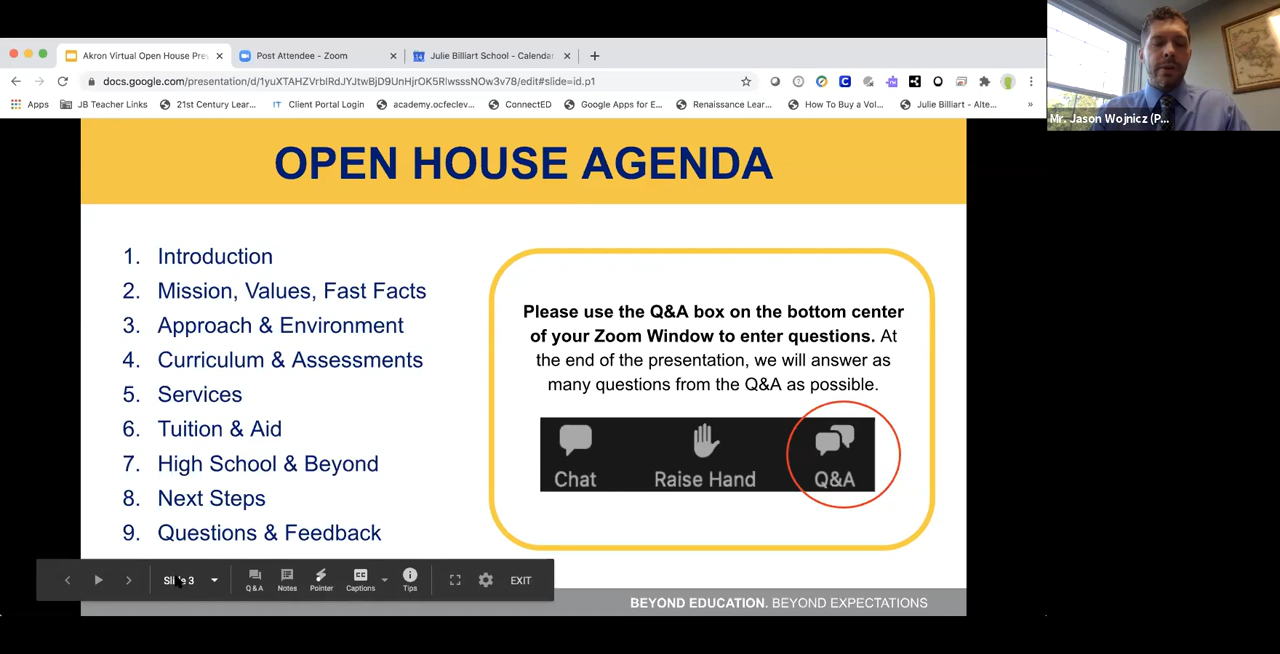 Akron Virtual Open House Pre
Post Attendee - Zoom
Julie Billiart School - Calenda
docs.google.com/presentation/d/1yuXTAHZVrblRdJYJtwBjD9UnHjrOK5RlwsssNOw3v78/edit#slide=id.p1
Apps
JB Teacher Links
21st Century Lear...
Client Portal Login
academy.ocfeclev...
ConnectED
Google Apps for E...
Renaissance Lear...
How To Buy a Vol...
Julie Billiart - Alte...
»
Mr. Jason Wojnicz (P...
OPEN HOUSE AGENDA
1. Introduction
2. Mission, Values, Fast Facts
3. Approach & Environment
4. Curriculum & Assessments
5. Services
6. Tuition & Aid
7. High School & Beyond
8. Next Steps
9. Questions & Feedback
Please use the Q&A box on the bottom center
of your Zoom Window to enter questions. At
the end of the presentation, we will answer as
many questions from the Q&A as possible.
Chat
Raise Hand
Q&A
Slide 3
Q & A
Notes
Pointer
CC
Captions
Tips
EXIT
BEYOND EDUCATION. BEYOND EXPECTATIONS